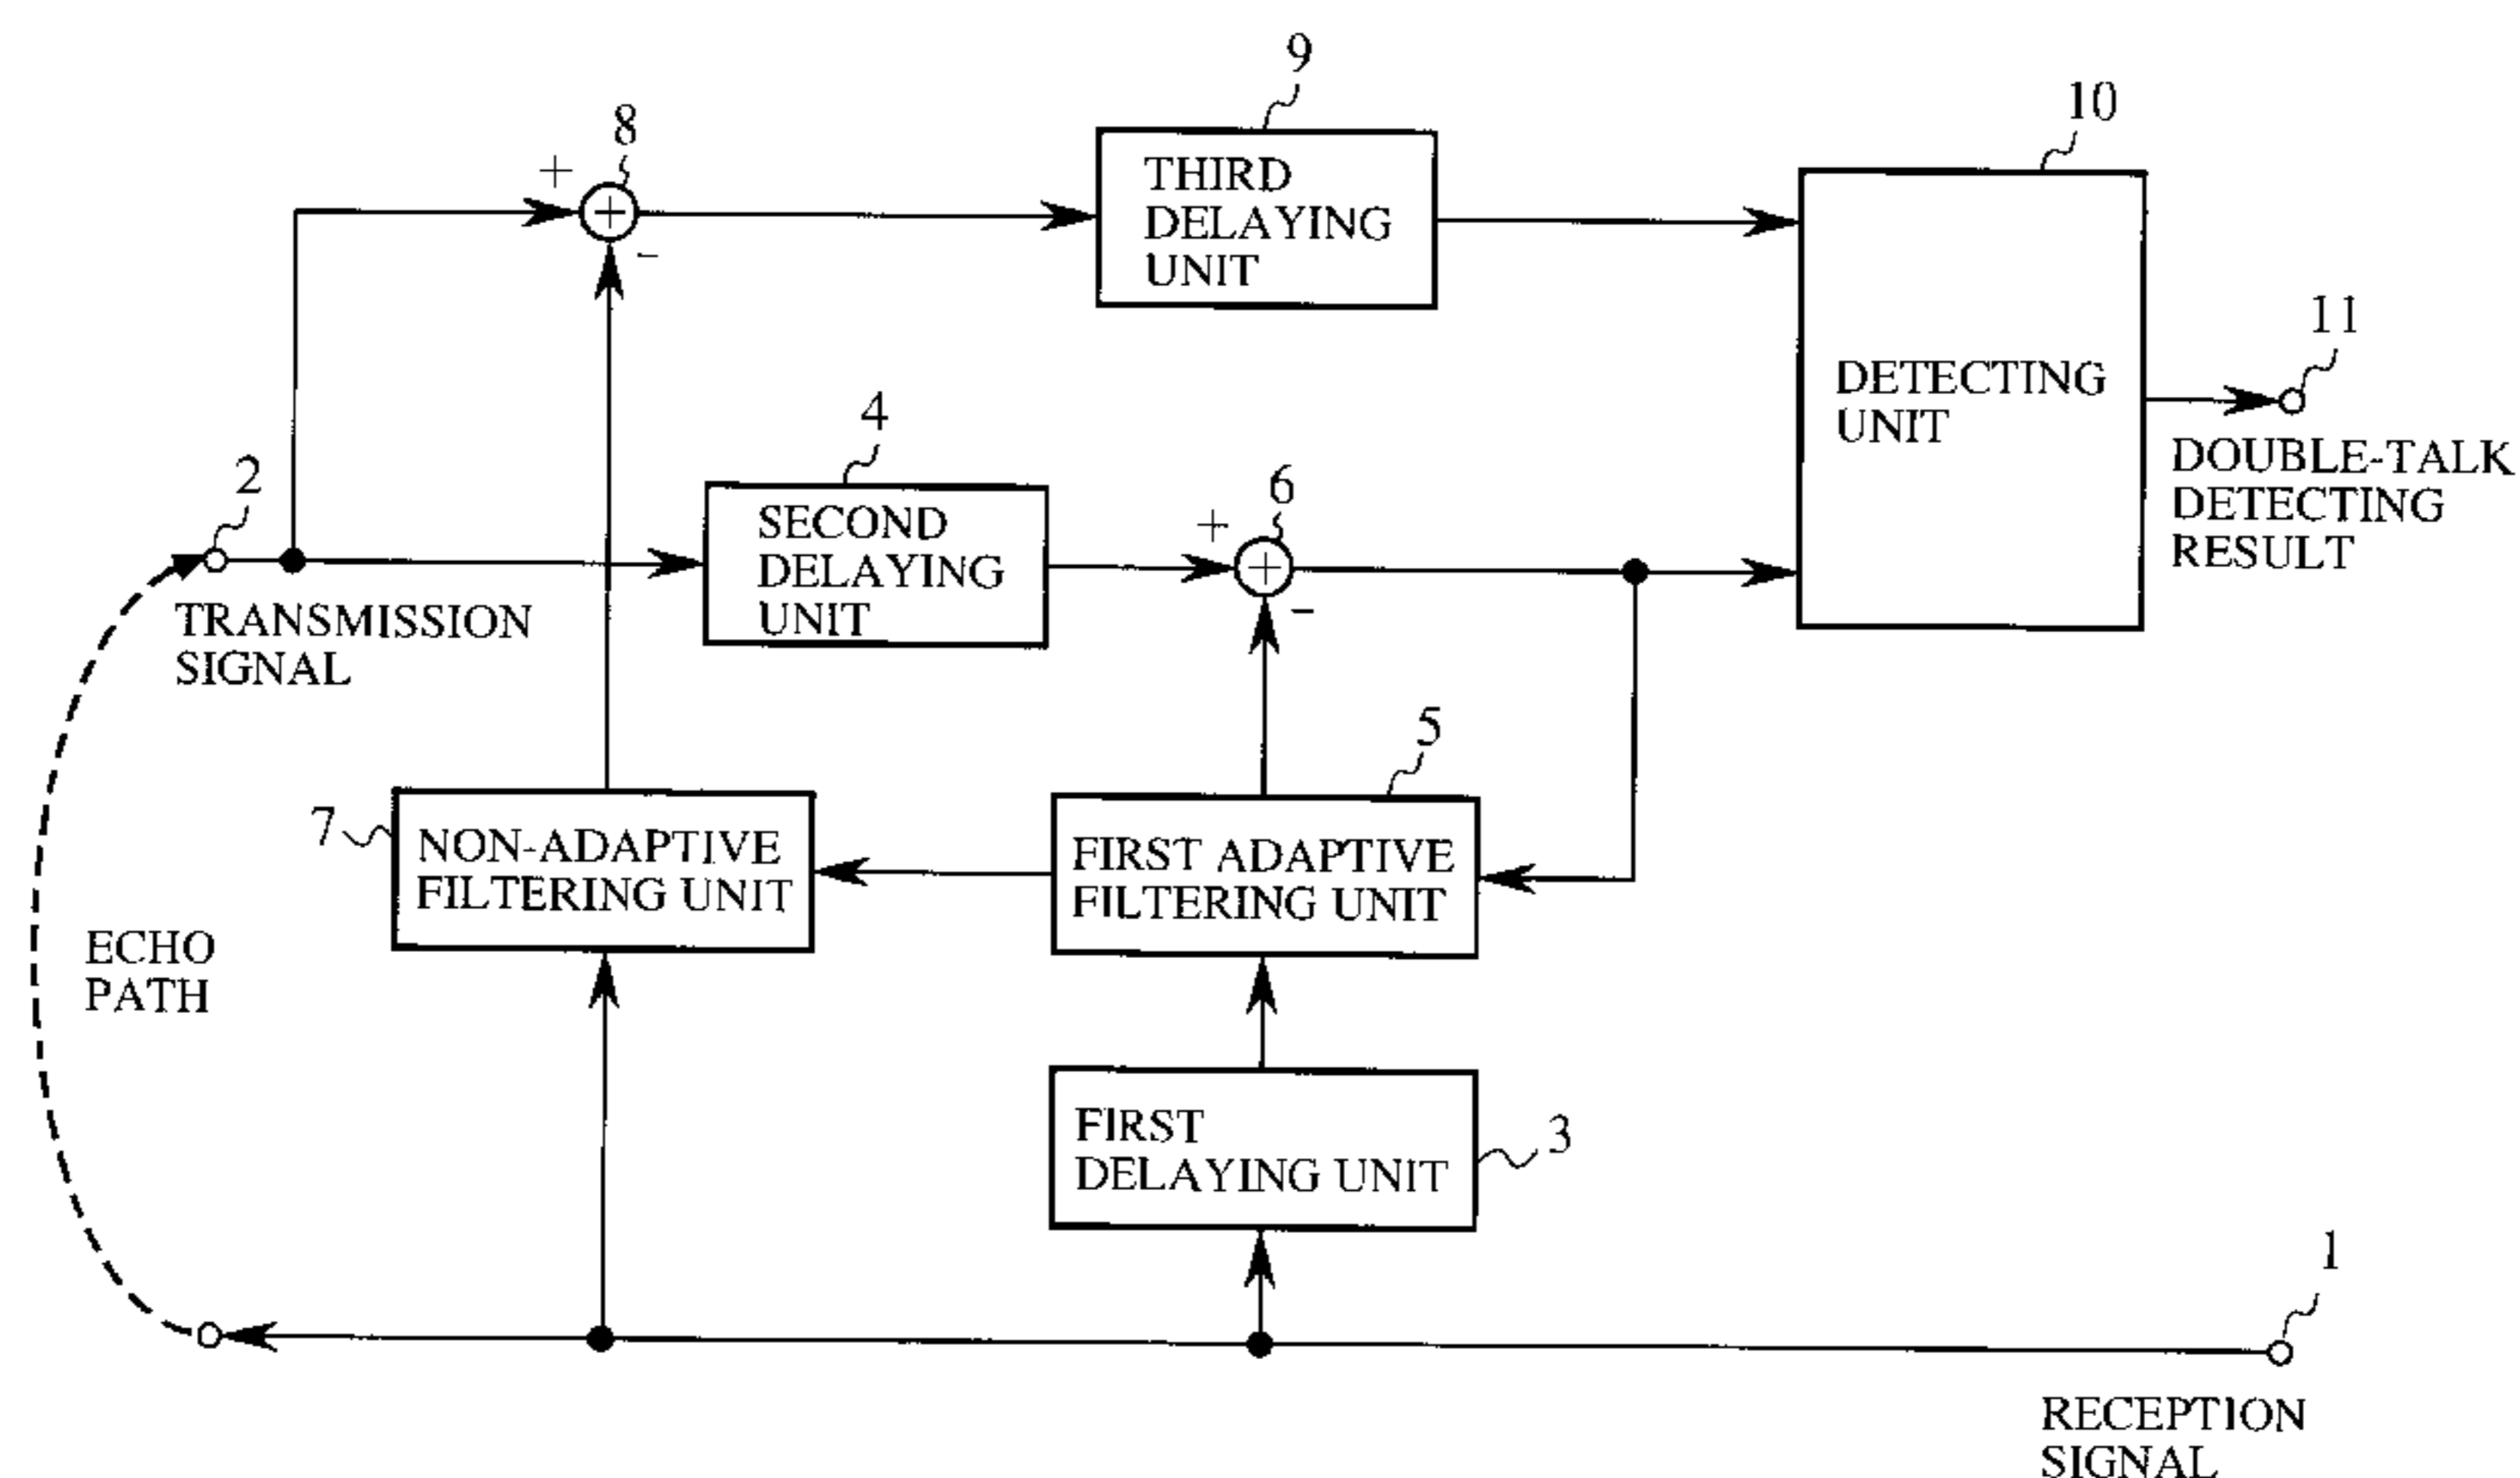 9
10
8
+
THIRD
DELAYING
UNIT
+
-
11
DETECTING
UNIT
4
2
6
DOUBLE-TALK
DETECTING
RESULT
SECOND
DELAYING
UNIT
+
+
-
TRANSMISSION
SIGNAL
5
7
NON-ADAPTIVE
FILTERING UNIT
FIRST ADAPTIVE
FILTERING UNIT
ECHO
PATH
FIRST
DELAYING UNIT
3
1
RECEPTION
SIGNAL